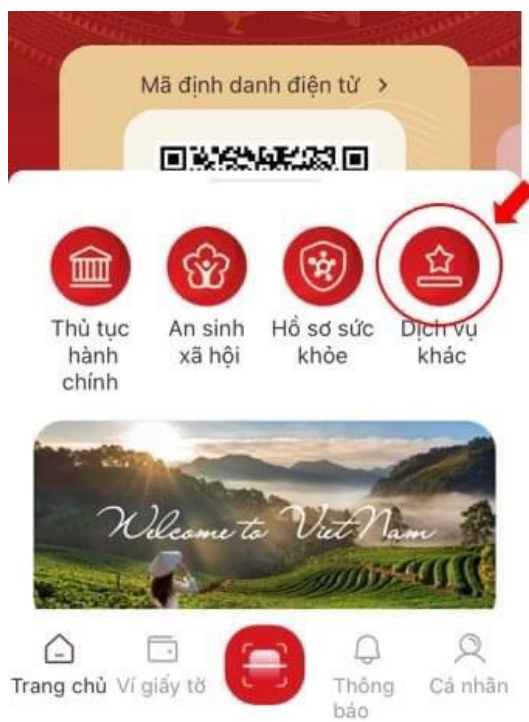 Mã định danh điện tử >
Thủ tục
hành
chính
An sinh
xã hội
Hồ sơ sức
khỏe
Dịch vụ
khác
Welcome to Viet Nam
Trang chủ
Ví giấy tờ
Thông
báo
Cá nhân